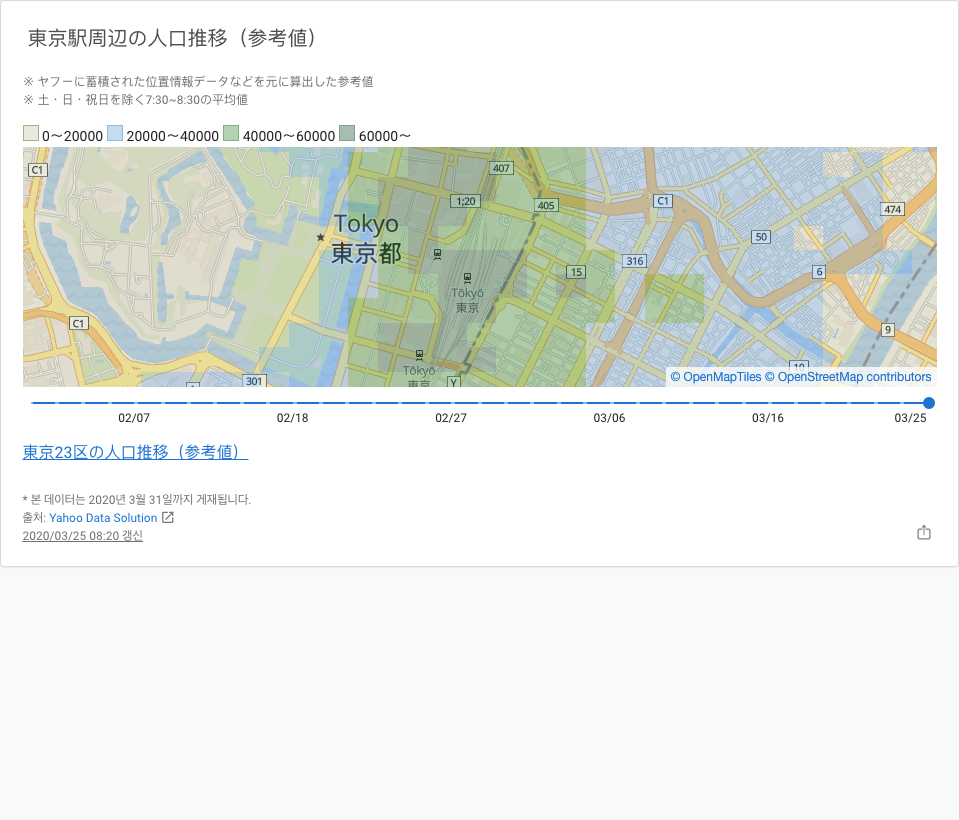 東京駅周辺の人口推移（参考値）
※ ヤフーに蓄積された位置情報データなどを元に算出した参考値
※ 土・日・祝日を除く7:30~8:30の平均値
0〜20000 20000〜40000 40000〜60000 60000〜
C1
407
1;20
405
C1
474
Tokyo
東京都
50
316
15
6
Tōkyō
東京
C1
9
Tōkyō
東京
301
Y
10
© OpenMapTiles © OpenStreetMap contributors
02/07 02/18 02/27 03/06 03/16 03/25
東京23区の人口推移（参考値）
* 본 데이터는 2020년 3월 31일까지 게재됩니다.
출처: Yahoo Data Solution
2020/03/25 08:20 갱신